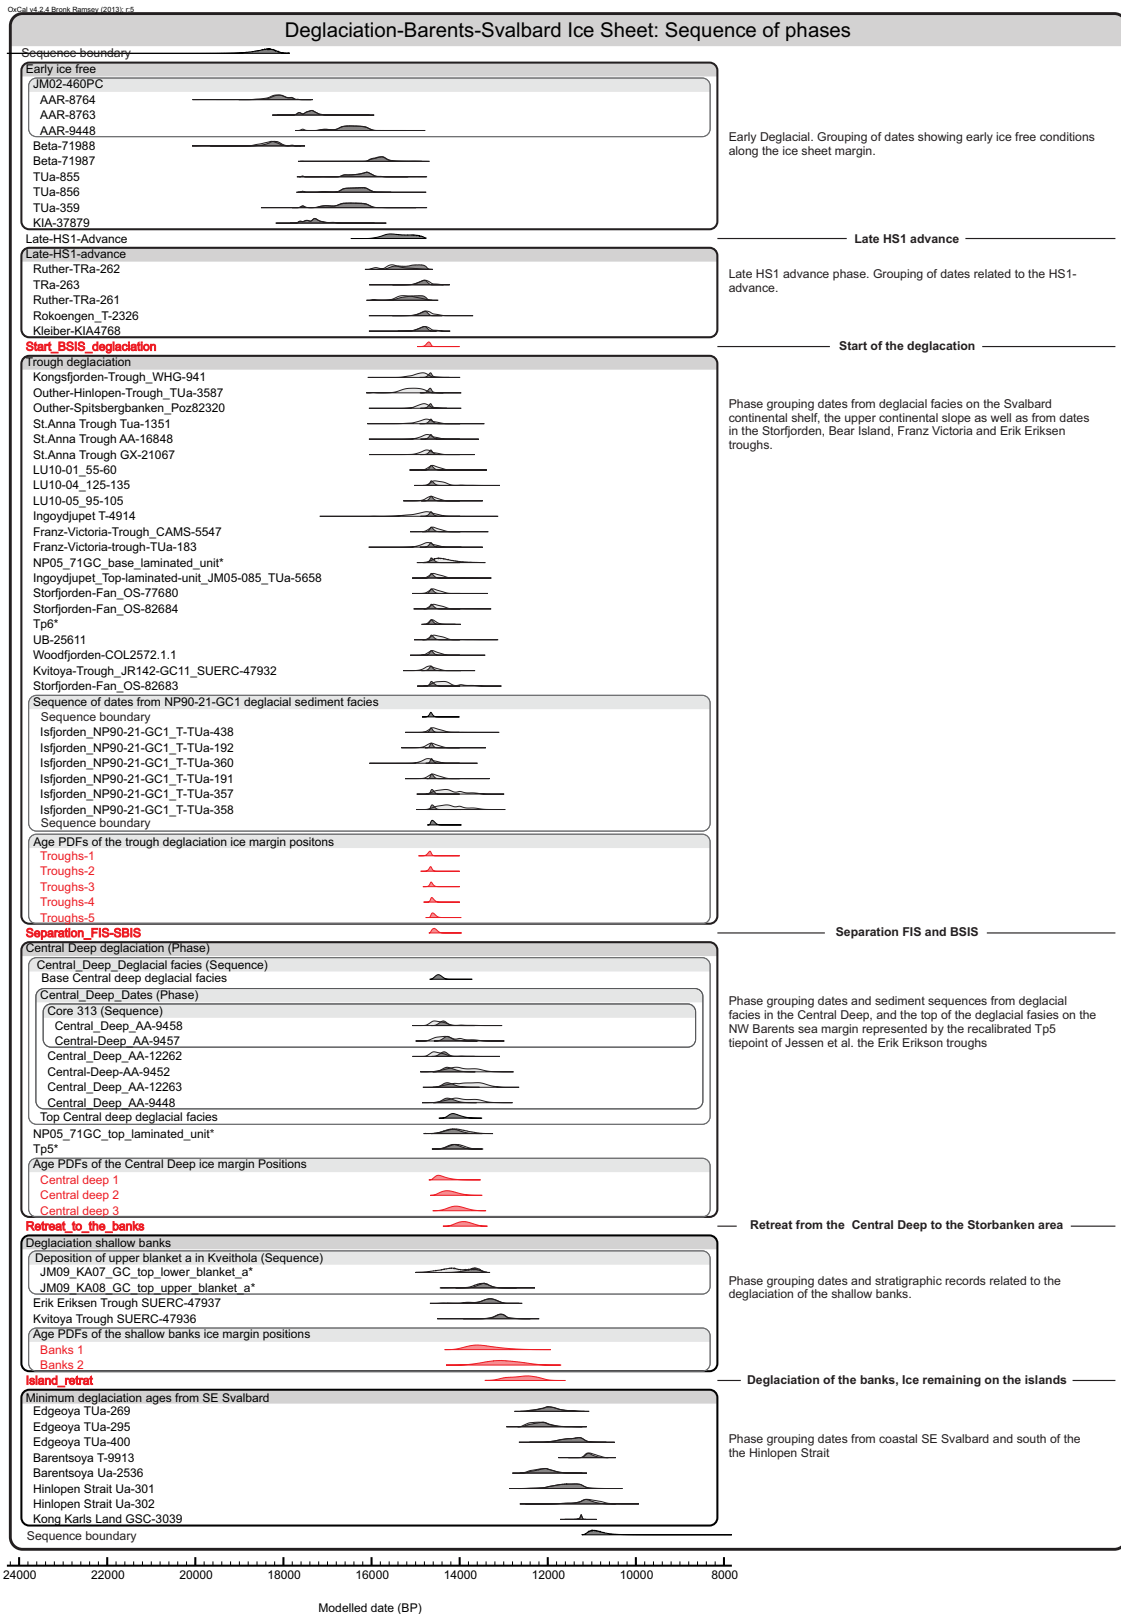 OxCal v4.2.4 Bronk Ramsey (2013); r:5
Deglaciation-Barents-Svalbard Ice Sheet: Sequence of phases
Sequence boundary
Early ice free
JM02-460PC
AAR-8764
AAR-8763
AAR-9448
Beta-71988
Beta-71987
TUa-855
TUa-856
TUa-359
KIA-37879
Early Deglacial. Grouping of dates showing early ice free conditions
along the ice sheet margin.
Late-HS1-Advance
Late HS1 advance
Late-HS1-advance
Ruther-TRa-262
TRa-263
Ruther-TRa-261
Rokoengen_T-2326
Kleiber-KIA4768
Late HS1 advance phase. Grouping of dates related to the HS1-
advance.
Start_BSIS_deglaciation
Start of the deglacation
Trough deglaciation
Kongsfjorden-Trough_WHG-941
Outher-Hinlopen-Trough_TUa-3587
Outher-Spitsbergbanken_Poz82320
St.Anna Trough Tua-1351
St.Anna Trough AA-16848
St.Anna Trough GX-21067
LU10-01_55-60
LU10-04_125-135
LU10-05_95-105
Ingoydjupet T-4914
Franz-Victoria-Trough_CAMS-5547
Franz-Victoria-trough-TUa-183
NP05_71GC_base_laminated_unit*
Ingoydjupet_Top-laminated-unit_JM05-085_TUa-5658
Storfjorden-Fan_OS-77680
Storfjorden-Fan_OS-82684
Tp6*
UB-25611
Woodfjorden-COL2572.1.1
Kvitoya-Trough_JR142-GC11_SUERC-47932
Storfjorden-Fan_OS-82683
Phase grouping dates from deglacial facies on the Svalbard
continental shelf, the upper continental slope as well as from dates
in the Storfjorden, Bear Island, Franz Victoria and Erik Eriksen
troughs.
Sequence of dates from NP90-21-GC1 deglacial sediment facies
Sequence boundary
Isfjorden_NP90-21-GC1_T-TUa-438
Isfjorden_NP90-21-GC1_T-TUa-192
Isfjorden_NP90-21-GC1_T-TUa-360
Isfjorden_NP90-21-GC1_T-TUa-191
Isfjorden_NP90-21-GC1_T-TUa-357
Isfjorden_NP90-21-GC1_T-TUa-358
Sequence boundary
Age PDFs of the trough deglaciation ice margin positons
Troughs-1
Troughs-2
Troughs-3
Troughs-4
Troughs-5
Separation_FIS-SBIS
Separation FIS and BSIS
Central Deep deglaciation (Phase)
Central_Deep_Deglacial facies (Sequence)
Base Central deep deglacial facies
Central_Deep_Dates (Phase)
Core 313 (Sequence)
Central_Deep_AA-9458
Central-Deep_AA-9457
Central_Deep_AA-12262
Central-Deep-AA-9452
Central_Deep_AA-12263
Central_Deep_AA-9448
Top Central deep deglacial facies
NP05_71GC_top_laminated_unit*
Tp5*
Phase grouping dates and sediment sequences from deglacial
facies in the Central Deep, and the top of the deglacial fasies on the
NW Barents sea margin represented by the recalibrated Tp5
tiepoint of Jessen et al. the Erik Erikson troughs
Age PDFs of the Central Deep ice margin Positions
Central deep 1
Central deep 2
Central deep 3
Retreat_to_the_banks
Retreat from the Central Deep to the Storbanken area
Deglaciation shallow banks
Deposition of upper blanket a in Kveithola (Sequence)
JM09_KA07_GC_top_lower_blanket_a*
JM09_KA08_GC_top_upper_blanket_a*
Erik Eriksen Trough SUERC-47937
Kvitoya Trough SUERC-47936
Phase grouping dates and stratigraphic records related to the
deglaciation of the shallow banks.
Age PDFs of the shallow banks ice margin positions
Banks 1
Banks 2
Island_retrat
Deglaciation of the banks, Ice remaining on the islands
Minimum deglaciation ages from SE Svalbard
Edgeoya TUa-269
Edgeoya TUa-295
Edgeoya TUa-400
Barentsoya T-9913
Barentsoya Ua-2536
Hinlopen Strait Ua-301
Hinlopen Strait Ua-302
Kong Karls Land GSC-3039
Phase grouping dates from coastal SE Svalbard and south of the
the Hinlopen Strait
Sequence boundary
24000 22000 20000 18000 16000 14000 12000 10000 8000
Modelled date (BP)